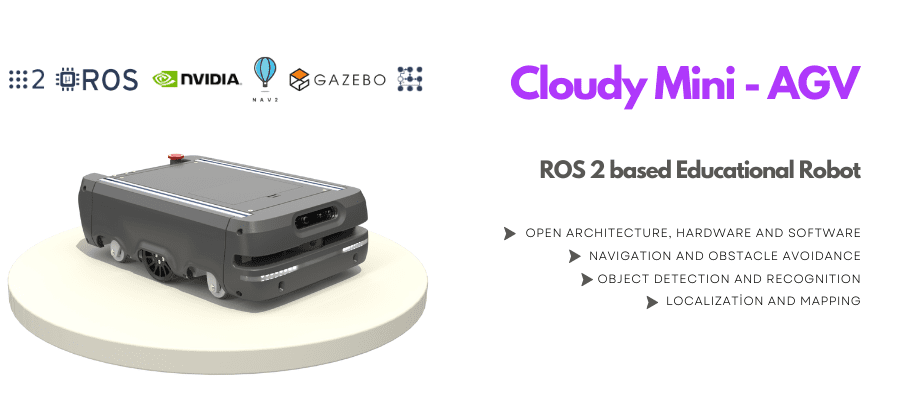 2
ROS
NVIDIA.
NAV2
GAZEBO
Cloudy Mini - AGV
ROS 2 based Educational Robot
OPEN ARCHITECTURE, HARDWARE AND SOFTWARE
NAVIGATION AND OBSTACLE AVOIDANCE
OBJECT DETECTION AND RECOGNITION
LOCALIZATİON AND MAPPING